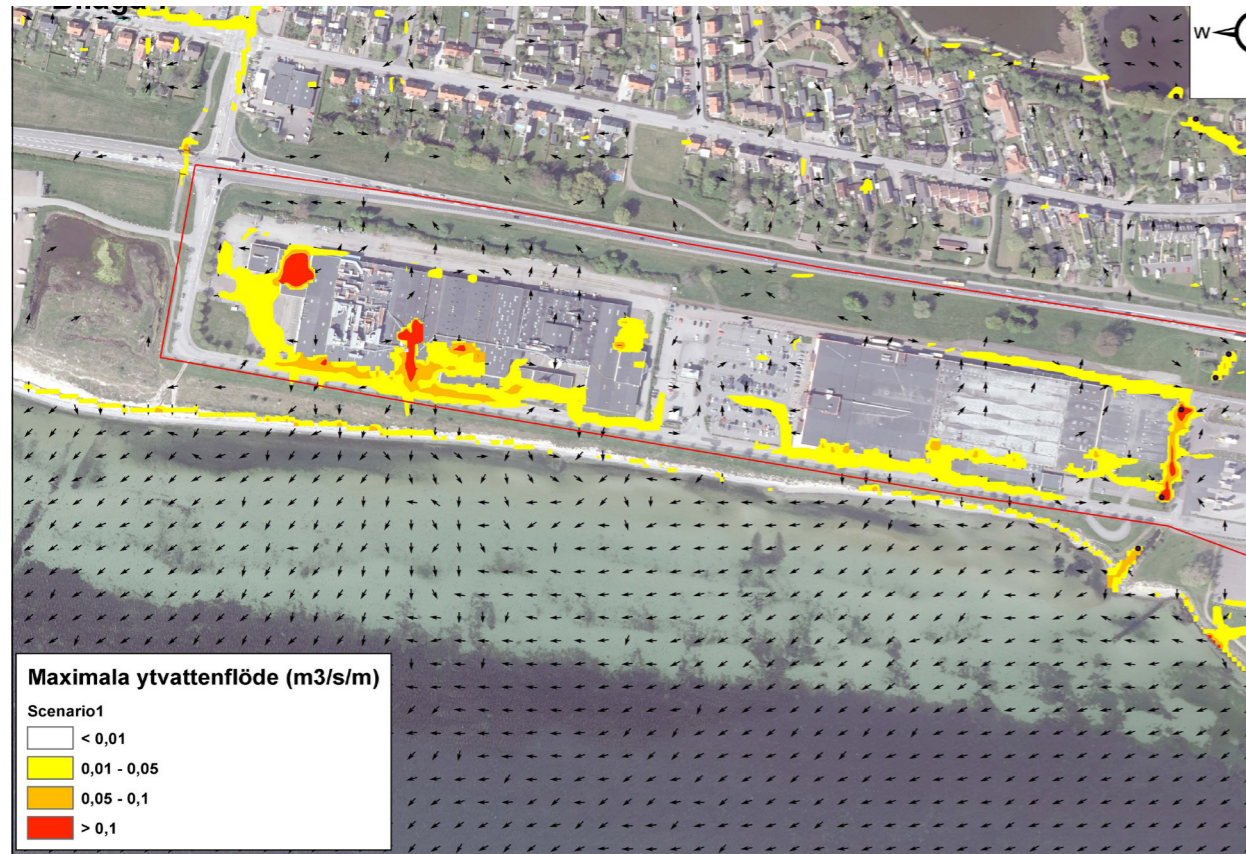 W
Maximala ytvattenflöde (m3/s/m)
Scenario1
< 0,01
0,01 - 0,05
0,05 - 0,1
> 0,1